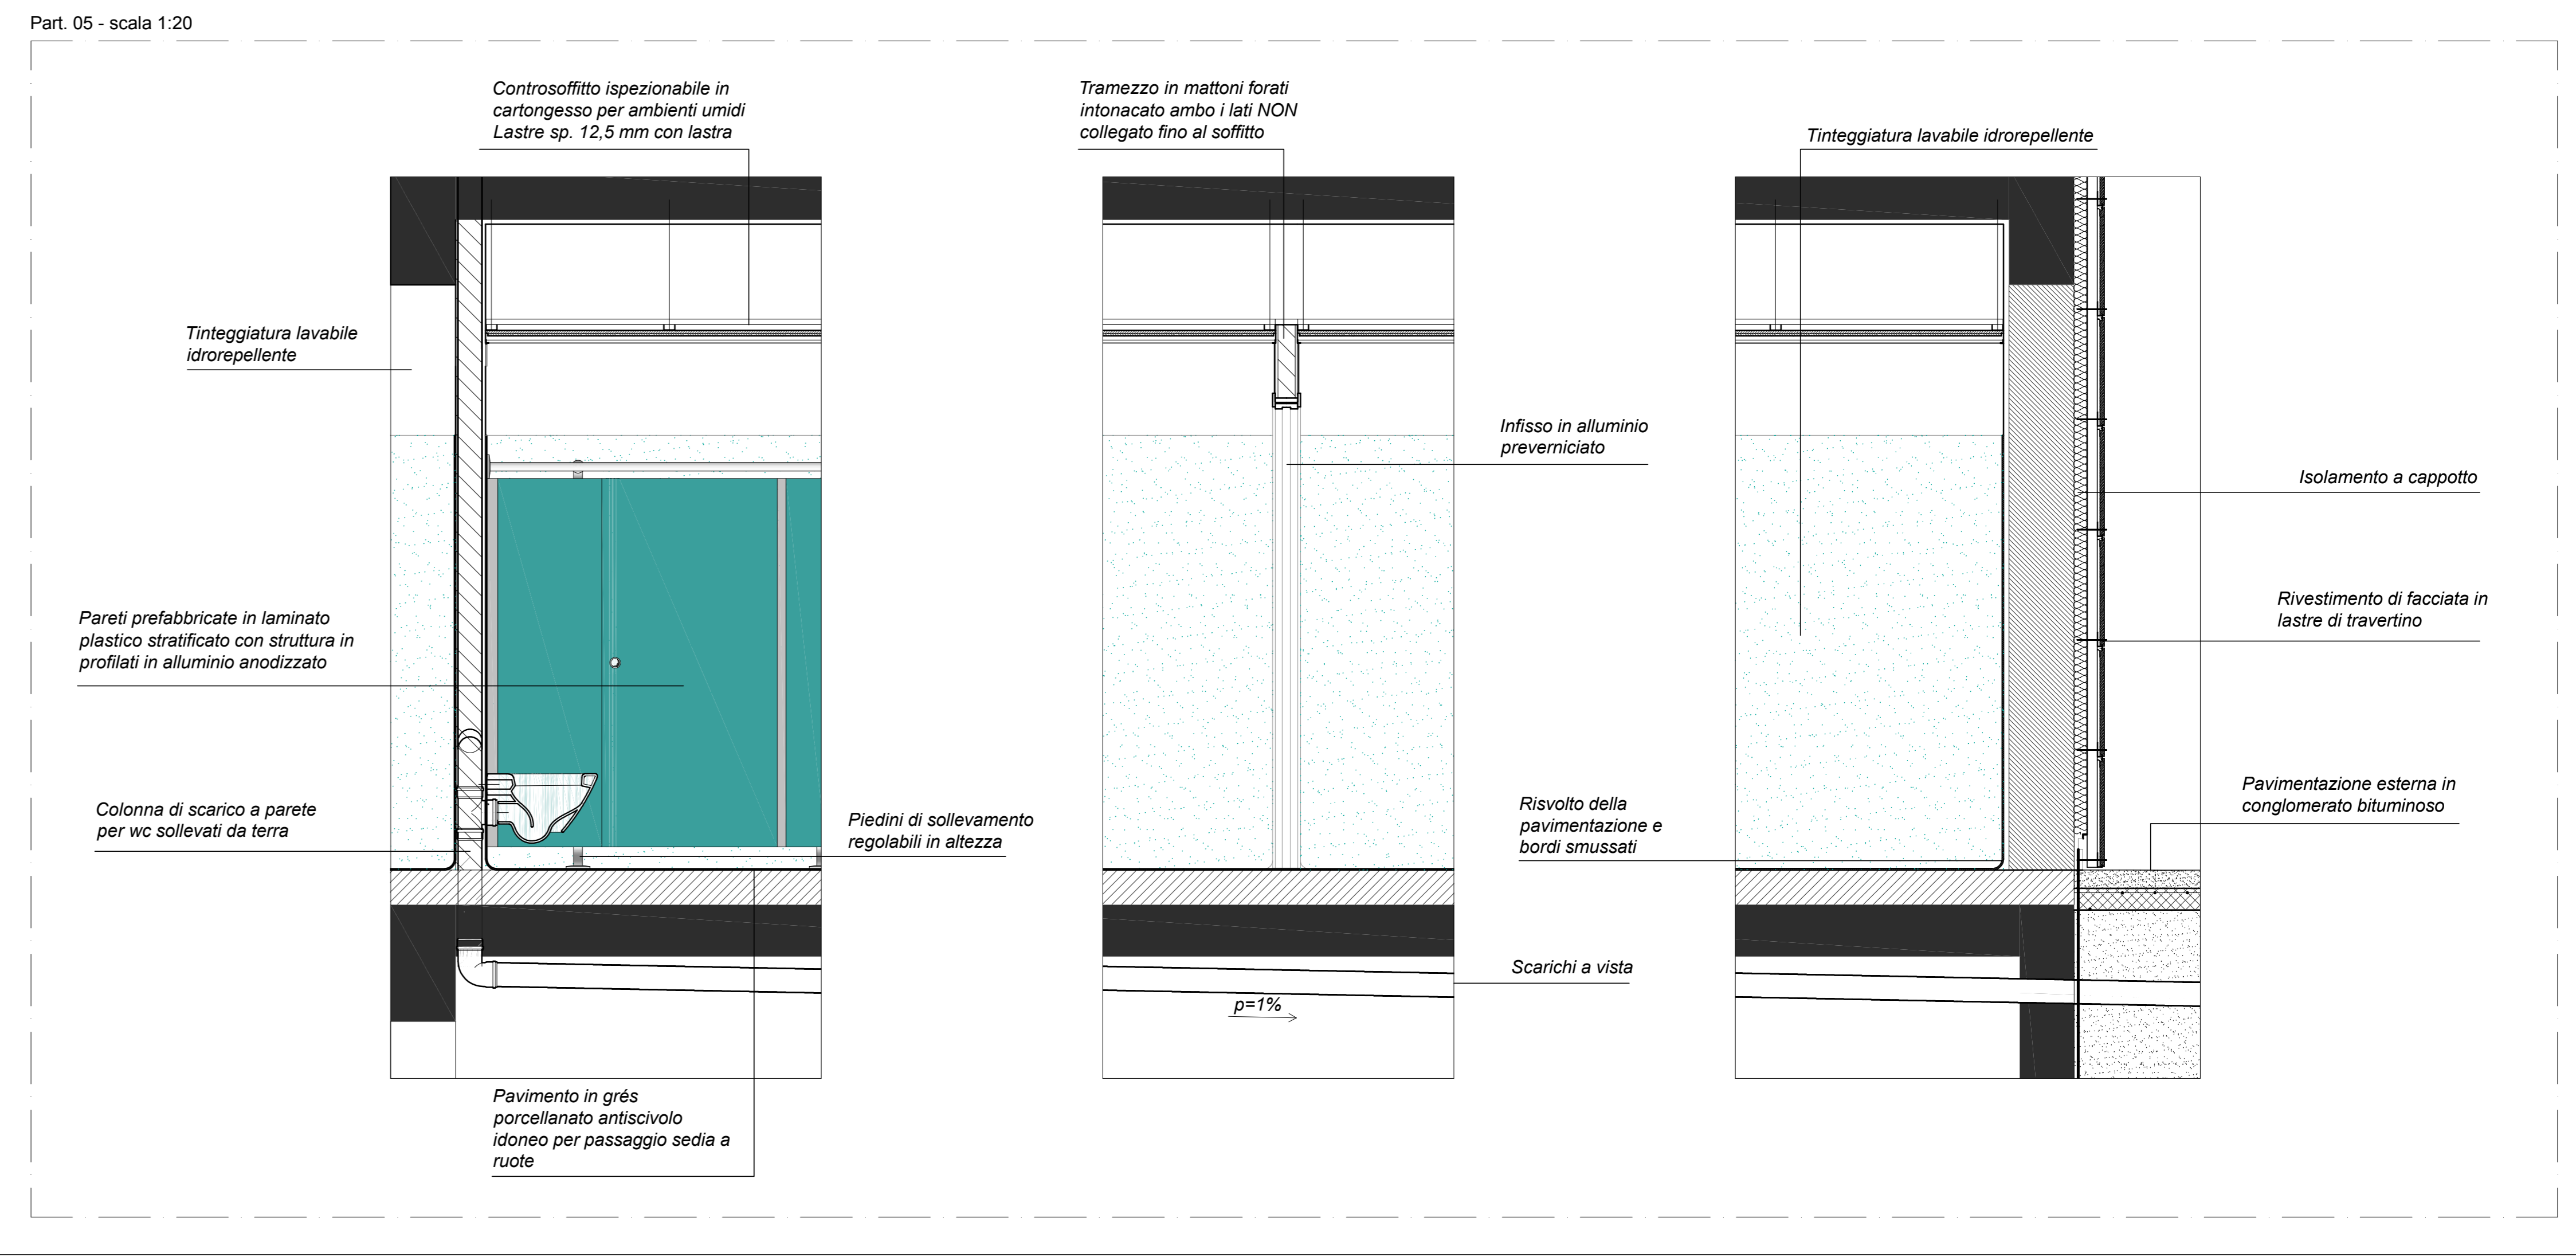 Part. 05 - scala 1:20
Controsoffitto ispezionabile in
cartongesso per ambienti umidi
Lastre sp. 12,5 mm con lastra
Tramezzo in mattoni forati
intonacato ambo i lati NON
collegato fino al soffitto
Tinteggiatura lavabile idrorepellente
Tinteggiatura lavabile
idrorepellente
Infisso in alluminio
preverniciato
Isolamento a cappotto
Rivestimento di facciata in
lastre di travertino
Pareti prefabbricate in laminato
plastico stratificato con struttura in
profilati in alluminio anodizzato
Colonna di scarico a parete
per wc sollevati da terra
Piedini di sollevamento
regolabili in altezza
Risvolto della
pavimentazione e
bordi smussati
Pavimentazione esterna in
conglomerato bituminoso
Scarichi a vista
p=1%
Pavimento in grés
porcellanato antiscivolo
idoneo per passaggio sedia a
ruote